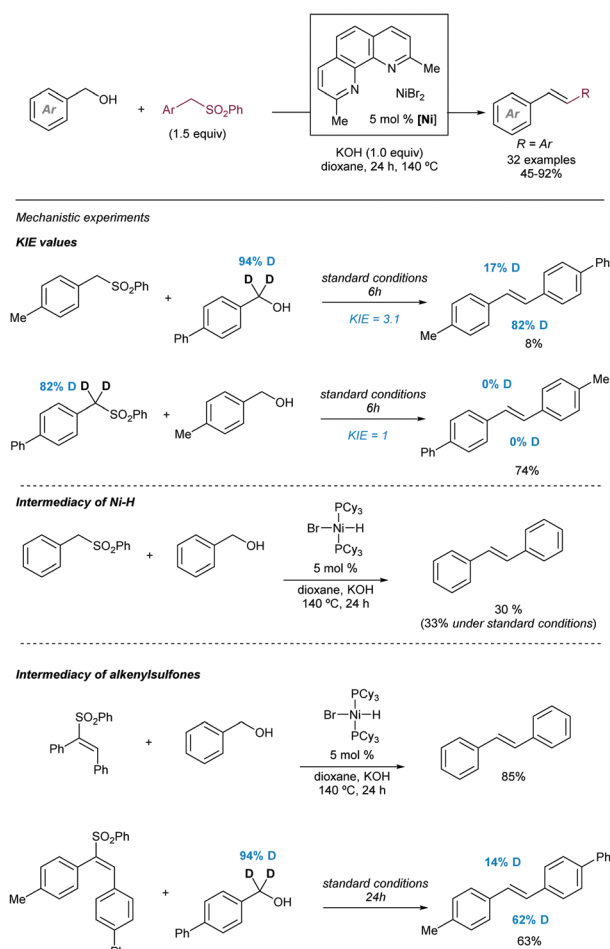 OH
Ar
+
Ar
SO2Ph
(1.5 equiv)
N
N
Me
Me
NiBr2
5 mol % [Ni]
KOH (1.0 equiv)
dioxane, 24 h, 140 ºC
R
Ar
R = Ar
32 examples
45-92%
Mechanistic experiments
KIE values
SO2Ph
Me
+
94% D
D D
OH
Ph
standard conditions
6h
KIE = 3.1
17% D
Ph
Me
82% D
8%
82% D
D D
SO2Ph
Ph
+
OH
Me
standard conditions
6h
KIE = 1
0% D
Me
Ph
0% D
74%
Intermediacy of Ni-H
SO2Ph
+
OH
PCy3
Br Ni H
PCy3
5 mol %
dioxane, KOH
140 ºC, 24 h
30 %
(33% under standard conditions)
Intermediacy of alkenylsulfones
SO2Ph
Ph
Ph
+
OH
PCy3
Br Ni H
PCy3
5 mol %
dioxane, KOH
140 ºC, 24 h
85%
SO2Ph
Me
+
94% D
D D
OH
Ph
standard conditions
24h
14% D
Ph
Me
62% D
63%